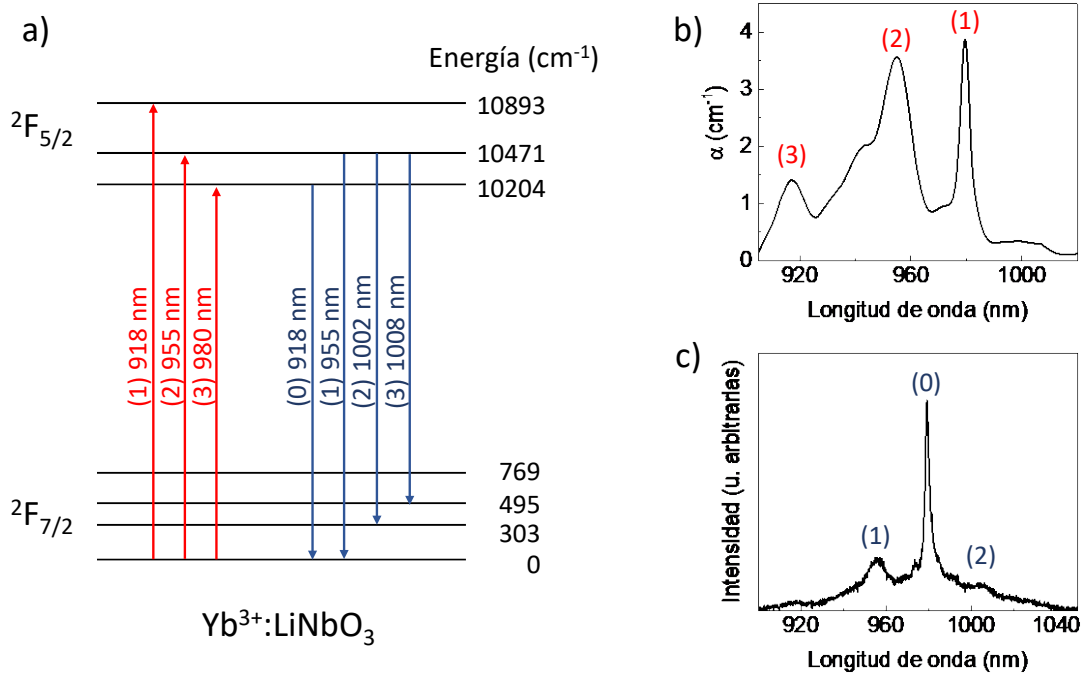 a)
Energía (cm⁻¹)
²F₅/₂
10893
10471
10204
(1) 918 nm
(2) 955 nm
(3) 980 nm
(0) 918 nm
(1) 955 nm
(2) 1002 nm
(3) 1008 nm
²F₇/₂
769
495
303
0
Yb³⁺:LiNbO₃
b)
(1)
(2)
(3)
α (cm⁻¹)
4
3
2
1
0
920 960 1000
Longitud de onda (nm)
c)
(0)
(1)
(2)
Intensidad (u. arbitrarias)
920 960 1000 1040
Longitud de onda (nm)